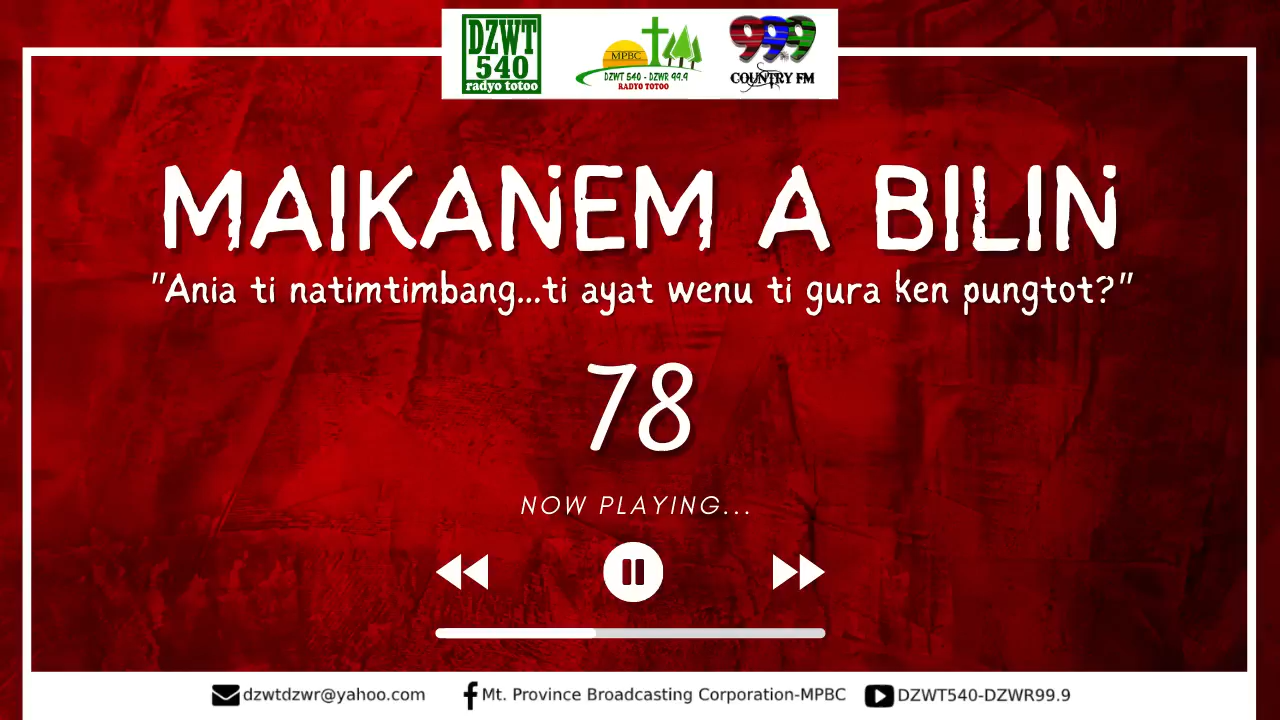 DZWT
540
radyo totoo
MPBC
DZWT 540 - DZWR 99.9
RADYO TOTOO
99.9
COUNTRY FM
MAIKANEM A BILIN
"Ania ti natimtimbang...ti ayat wenu ti gura ken pungtot?"
78
NOW PLAYING...
dzwtdzwr@yahoo.com
Mt. Province Broadcasting Corporation-MPBC
DZWT540-DZWR99.9